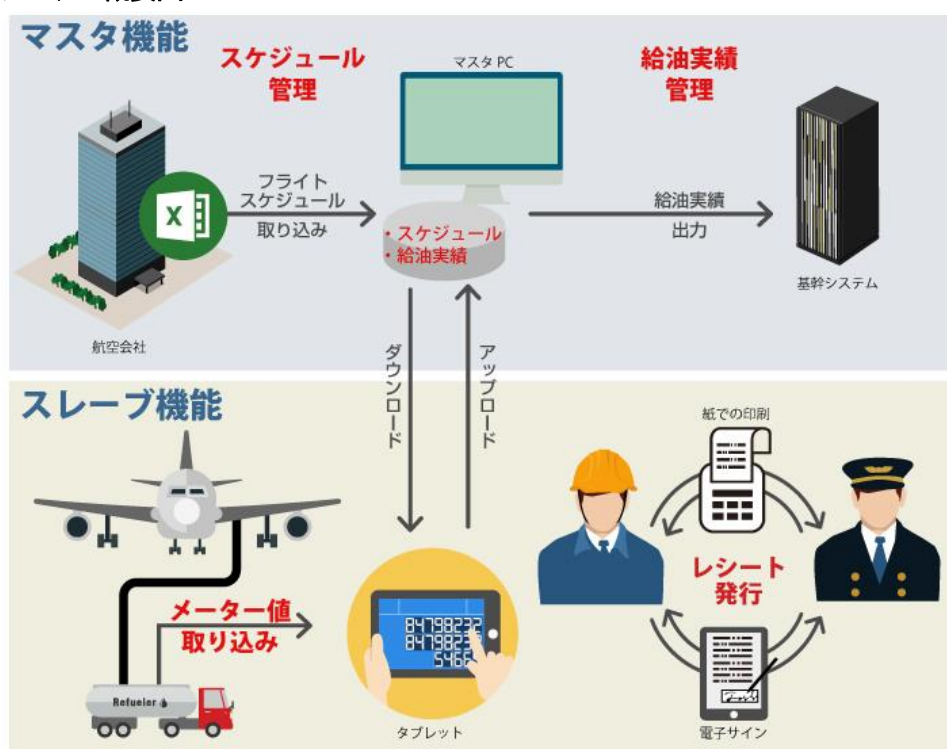 マスタ機能
スケジュール
管理
マスタ PC
給油実績
管理
フライト
スケジュール
取り込み
・スケジュール
・給油実績
給油実績
出力
航空会社
基幹システム
ダウンロード
アップロード
スレーブ機能
紙での印刷
メーター値
取り込み
レシート
発行
84798232
Refueler
タブレット
電子サイン